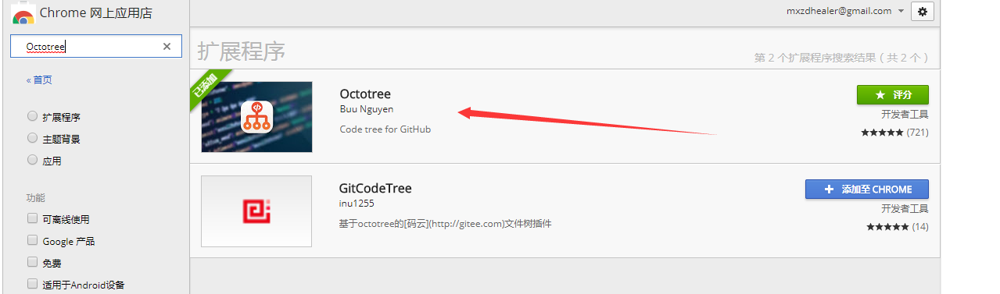 Chrome 网上应用店
mxzdhealer@gmail.com
Octotree
« 首页
扩展程序
主题背景
应用
功能
可离线使用
Google 产品
免费
适用于Android设备
扩展程序
第 2 个扩展程序搜索结果 ( 共 2 个 )
已添加
Octotree
Buu Nguyen
Code tree for GitHub
评分
开发者工具
(721)
GitCodeTree
inu1255
基于octotree的[码云](http://gitee.com)文件树插件
添加至 CHROME
开发者工具
(14)